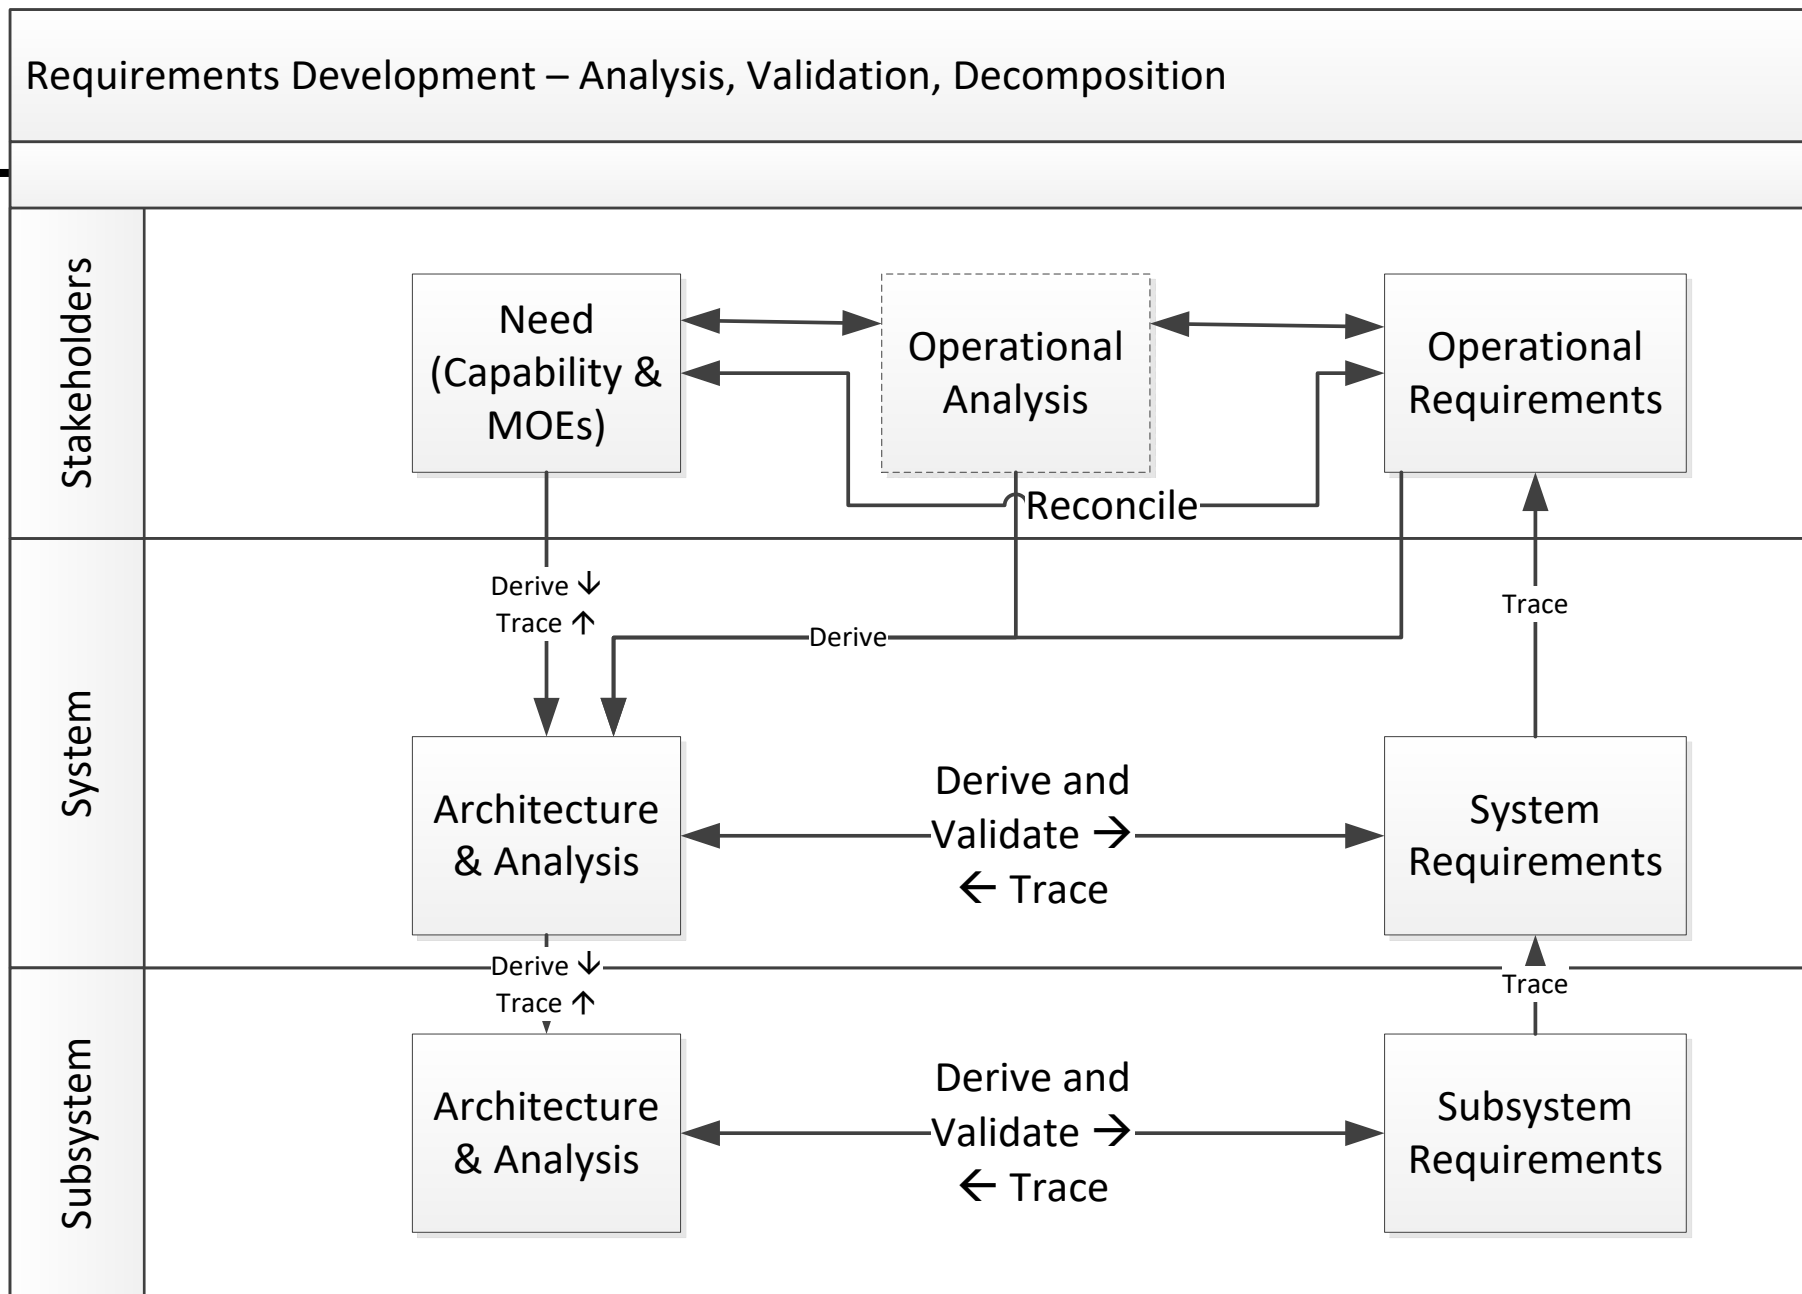 Requirements Development – Analysis, Validation, Decomposition
Stakeholders
Need
(Capability &
MOEs)
Operational
Analysis
Operational
Requirements
Reconcile
System
Derive ↓
Trace ↑
Derive
Trace
Architecture
& Analysis
Derive and
Validate →
← Trace
System
Requirements
Subsystem
Derive ↓
Trace ↑
Trace
Architecture
& Analysis
Derive and
Validate →
← Trace
Subsystem
Requirements